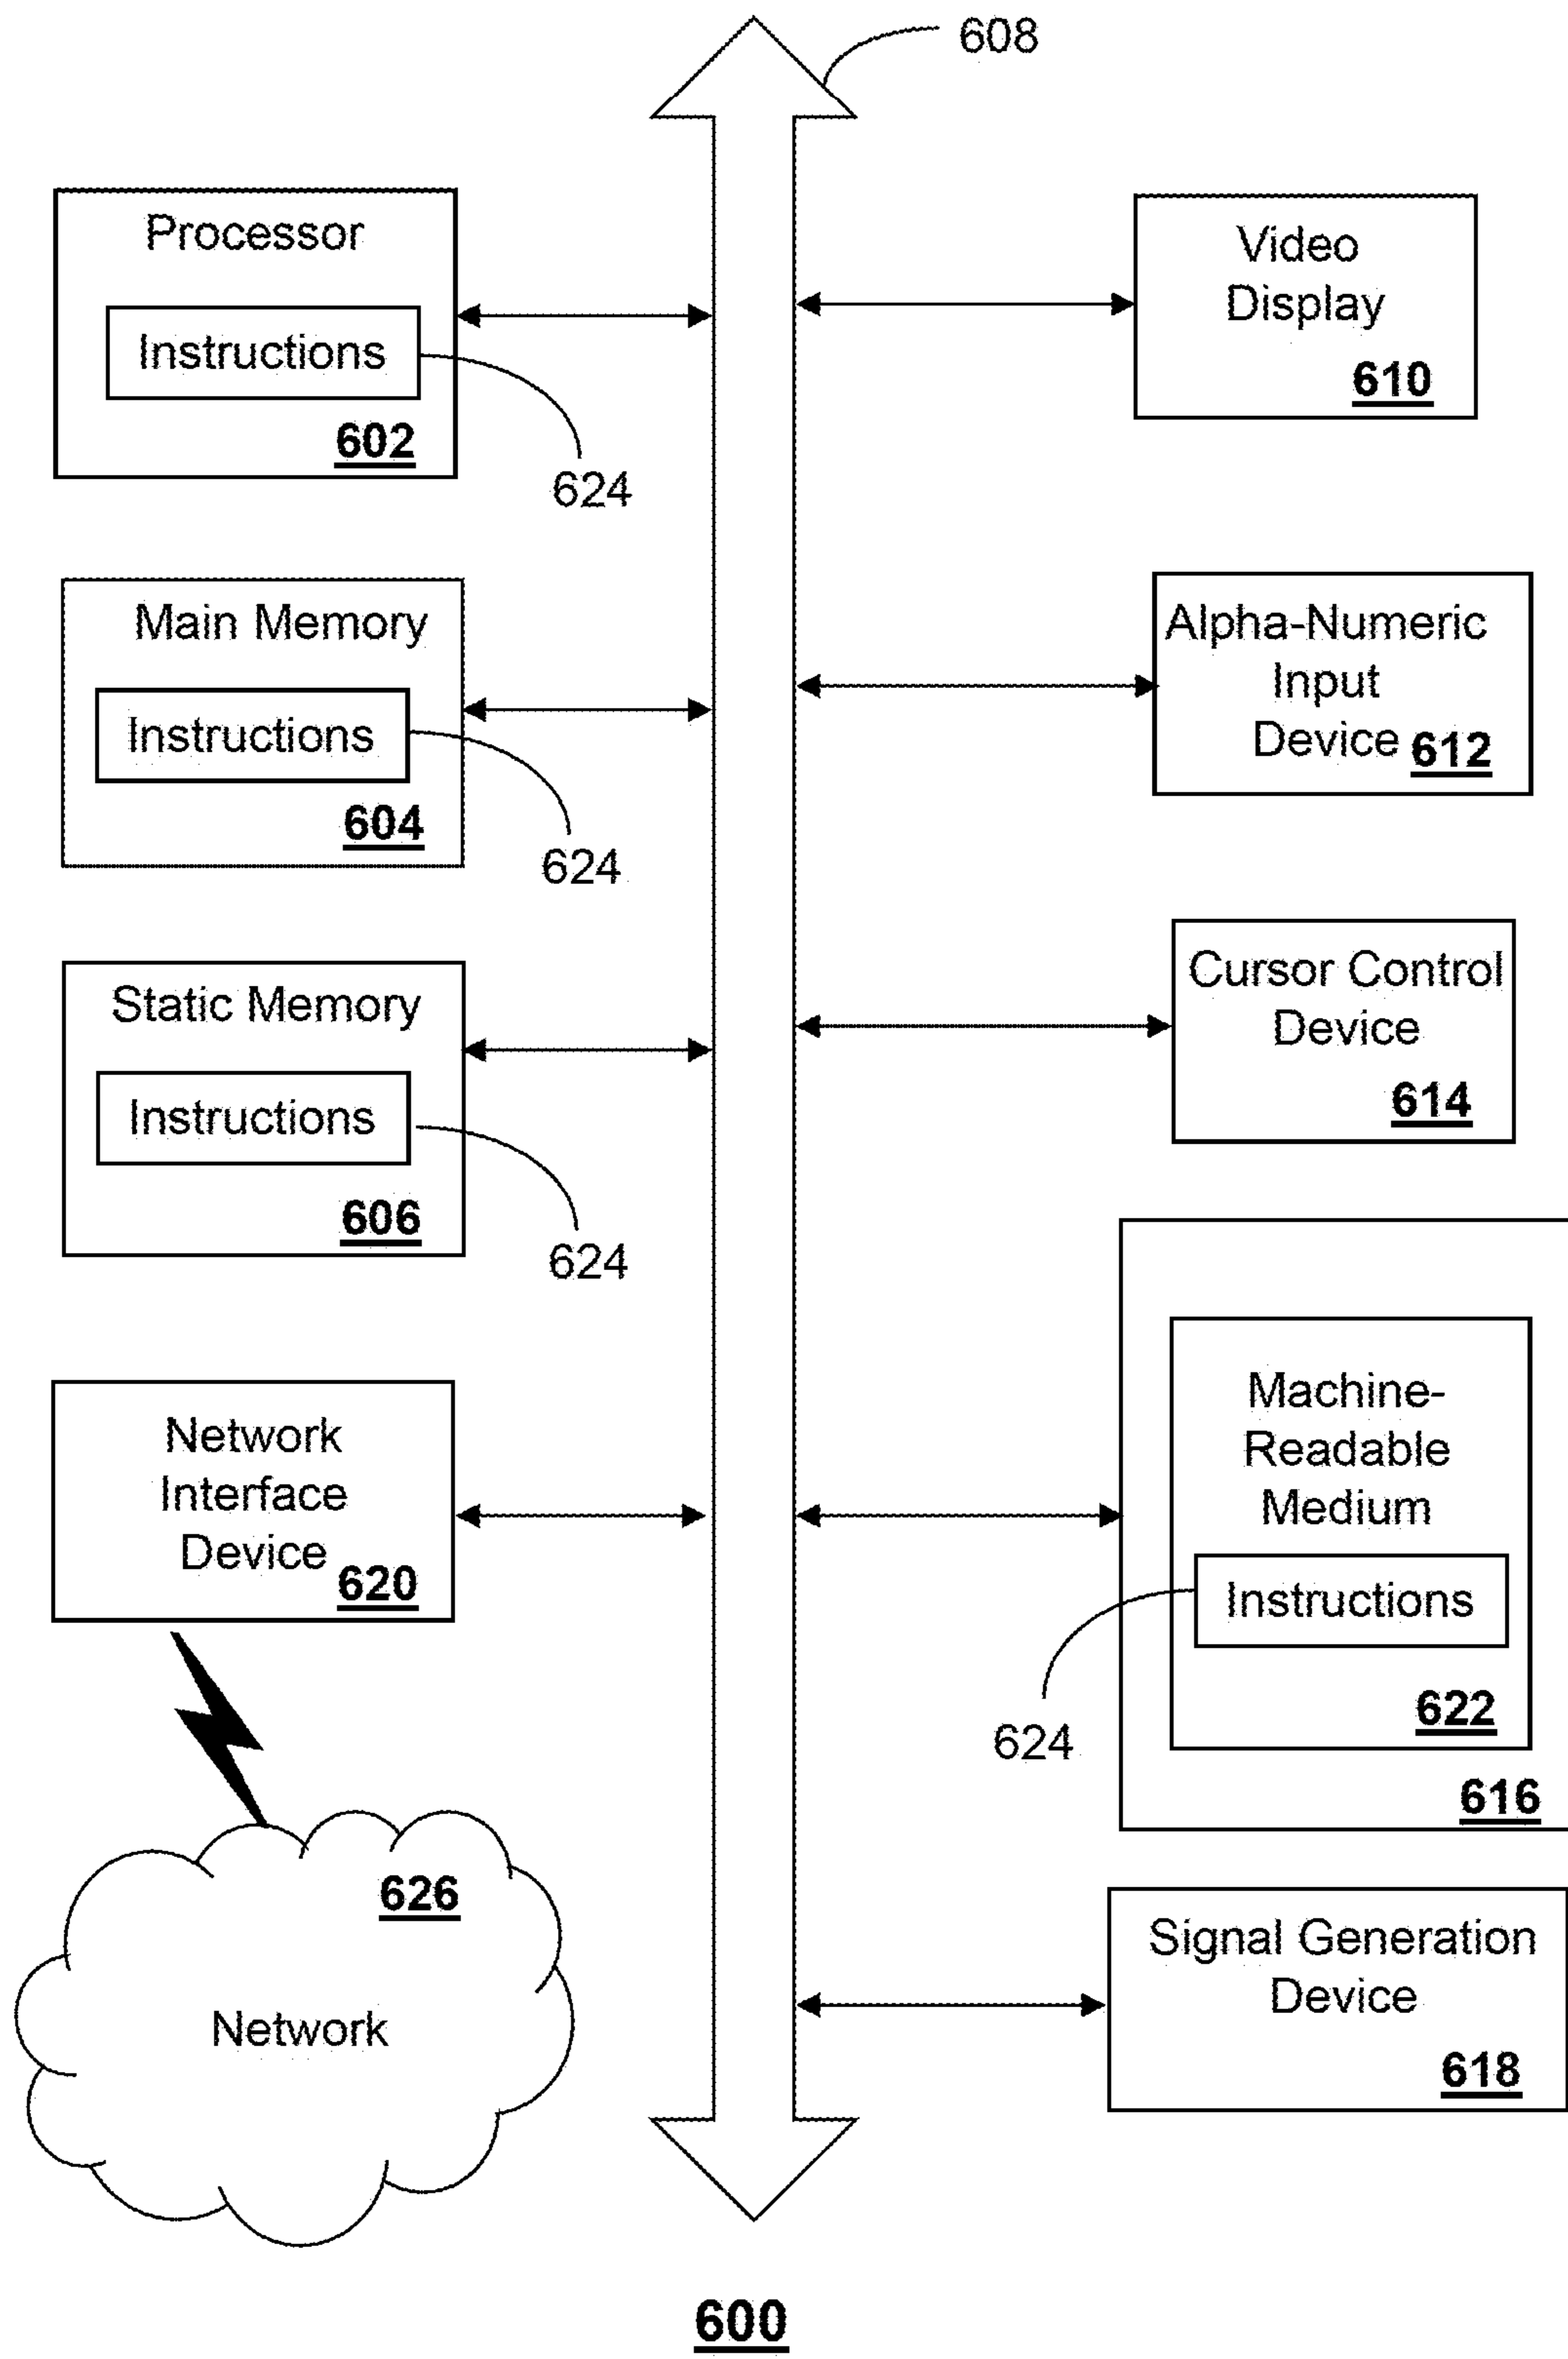 608
Processor
Instructions
602
624
Main Memory
Instructions
604
624
Static Memory
Instructions
606
624
Network
Interface
Device
620
626
Network
Video
Display
610
Alpha-Numeric
Input
Device 612
Cursor Control
Device
614
Machine-
Readable
Medium
Instructions
622
624
616
Signal Generation
Device
618
600